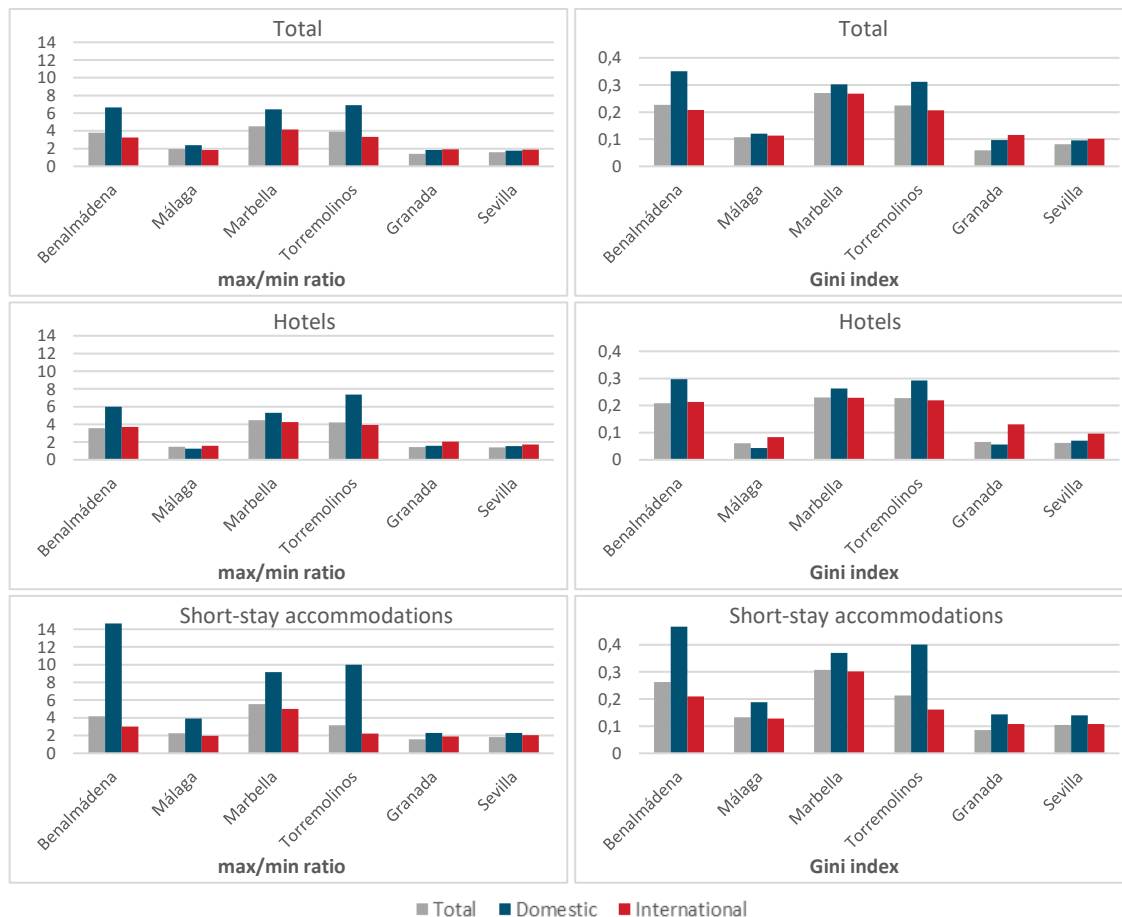 Total
14
12
10
8
6
4
2
0
Benalmádena
Málaga
Marbella
Torremolinos
Granada
Sevilla
max/min ratio
Total
0,4
0,3
0,2
0,1
0
Benalmádena
Málaga
Marbella
Torremolinos
Granada
Sevilla
Gini index
Hotels
14
12
10
8
6
4
2
0
Benalmádena
Málaga
Marbella
Torremolinos
Granada
Sevilla
max/min ratio
Hotels
0,4
0,3
0,2
0,1
0
Benalmádena
Málaga
Marbella
Torremolinos
Granada
Sevilla
Gini index
Short-stay accommodations
14
12
10
8
6
4
2
0
Benalmádena
Málaga
Marbella
Torremolinos
Granada
Sevilla
max/min ratio
Short-stay accommodations
0,4
0,3
0,2
0,1
0
Benalmádena
Málaga
Marbella
Torremolinos
Granada
Sevilla
Gini index
Total Domestic International